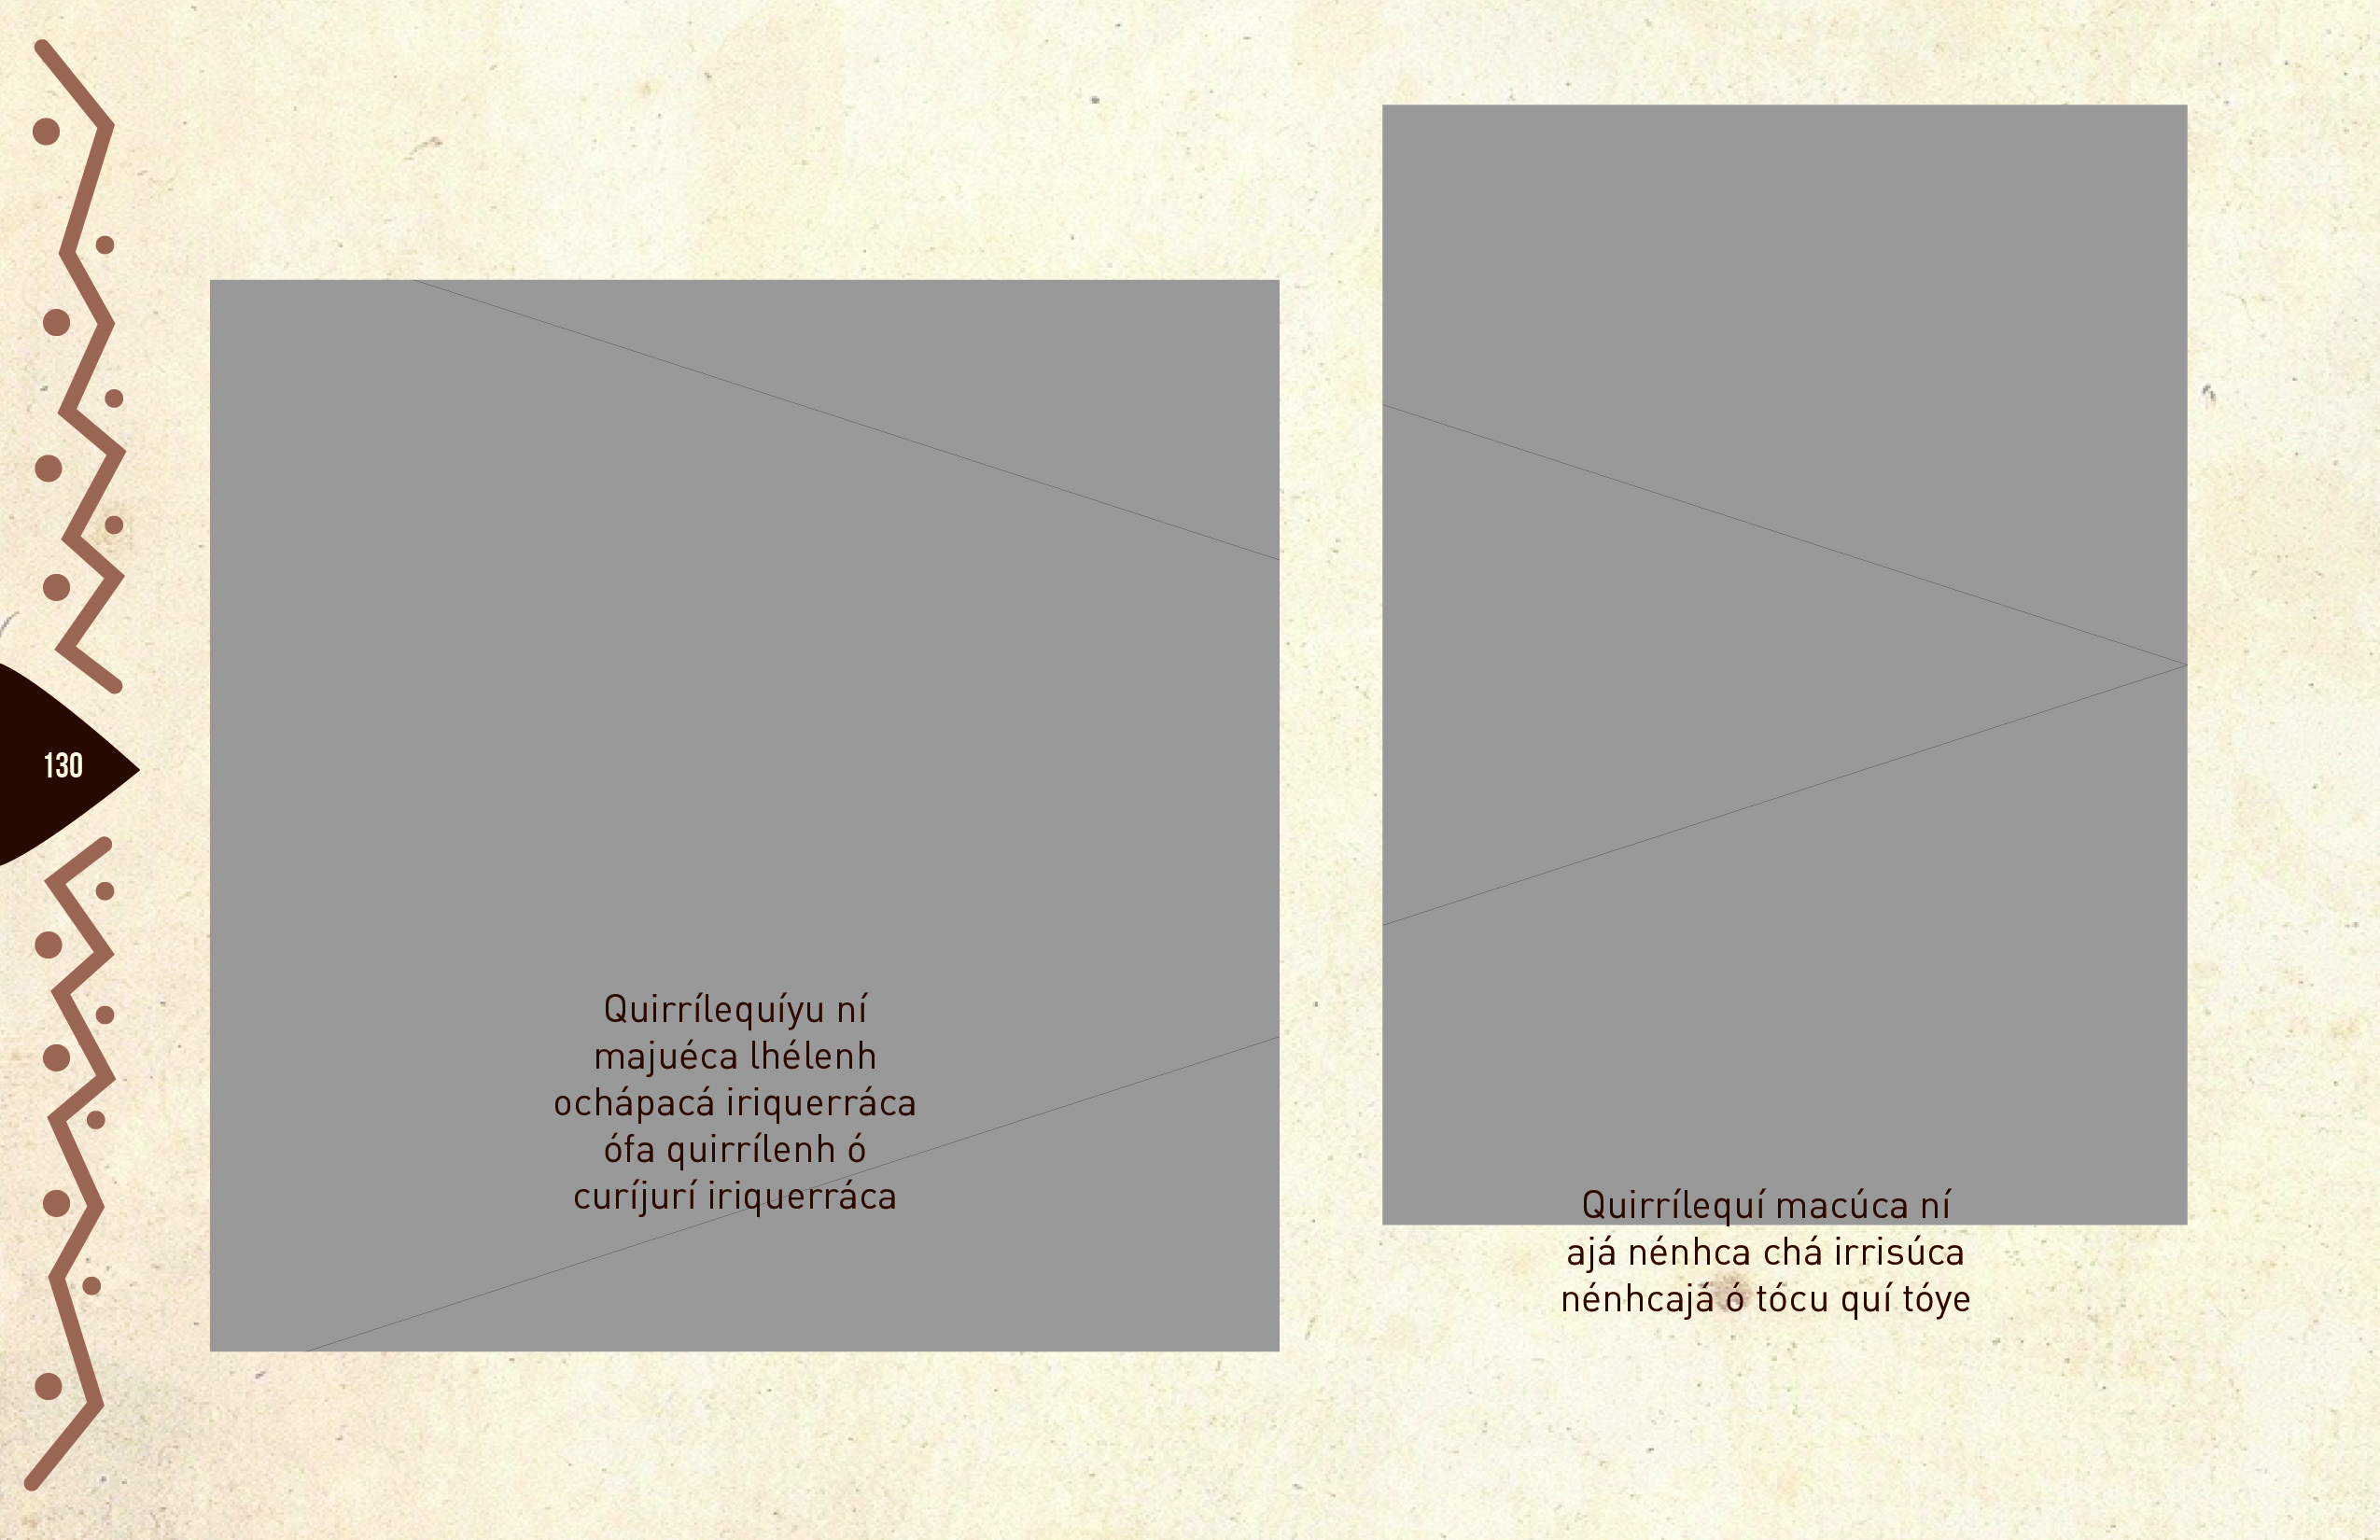 130
Quirrílequíyu ní
majuéca lhélenh
ochápacá iriquerráca
ófa quirrílenh ó
curíjurí iriquerráca
Quirrílequí macúca ní
ajá nénhca chá irrisúca
nénhcajá ó tócu quí tóye